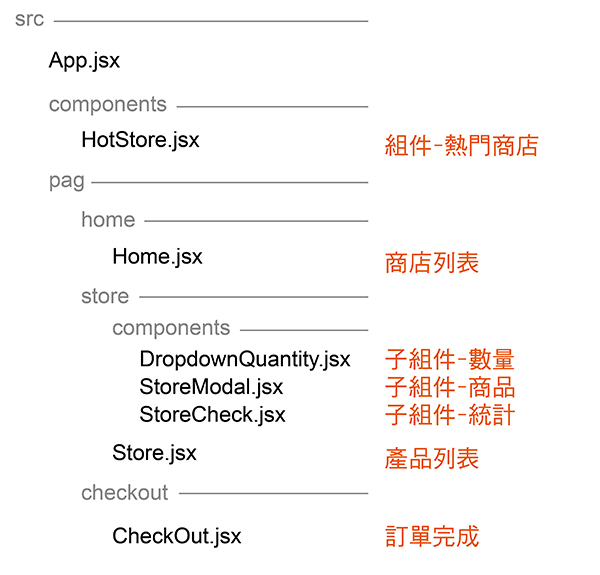 src
App.jsx
components
HotStore.jsx 組件-熱門商店
pag
home
Home.jsx 商店列表
store
components
DropdownQuantity.jsx 子組件-數量
StoreModal.jsx 子組件-商品
StoreCheck.jsx 子組件-統計
Store.jsx 產品列表
checkout
CheckOut.jsx 訂單完成